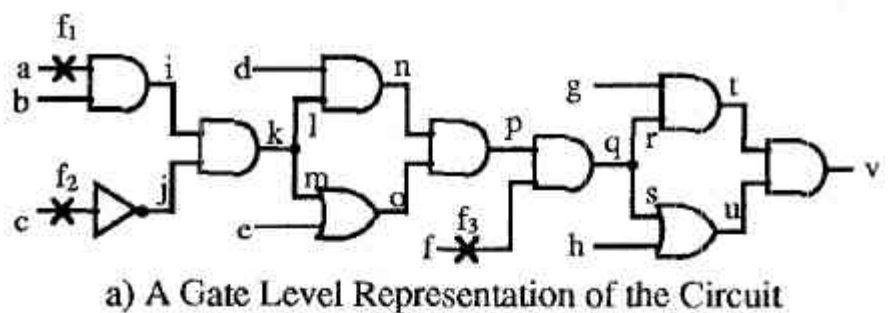 f1
a
i
d
n
g
t
b
k
l
p
q
r
v
f2
j
m
o
s
u
c
e
f
f3
h
a) A Gate Level Representation of the Circuit